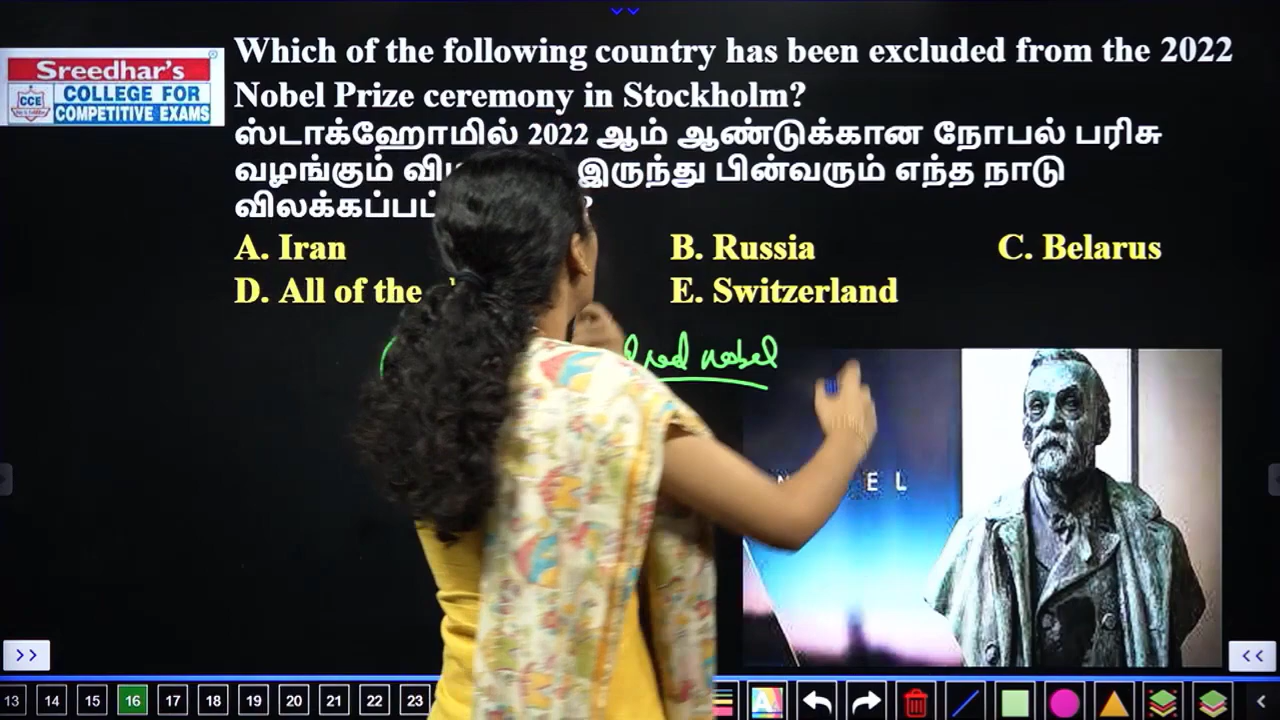 Sreedhar's
CCE
COLLEGE FOR
COMPETITIVE EXAMS
Which of the following country has been excluded from the 2022
Nobel Prize ceremony in Stockholm?
ஸ்டாக்ஹோமில் 2022 ஆம் ஆண்டுக்கான நோபல் பரிசு
வழங்கும் இருந்து பின்வரும் எந்த நாடு
A. Iran
B. Russia
C. Belarus
D. All of the
E. Switzerland
nobel
E L
>>
<<
13 14 15 16 17 18 19 20 21 22 23
A